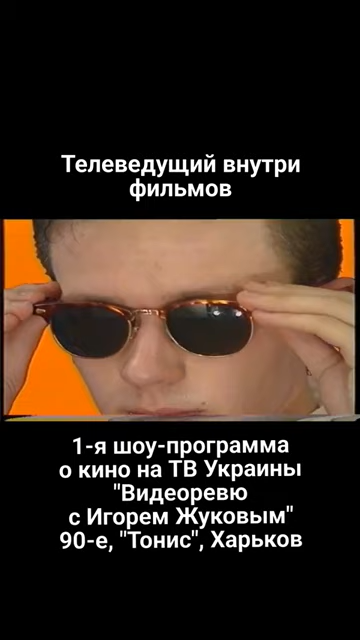 Телеведущий внутри
фильмов
1-я шоу-программа
о кино на ТВ Украины
"Видеоревю
с Игорем Жуковым"
90-е, "Тонис", Харьков